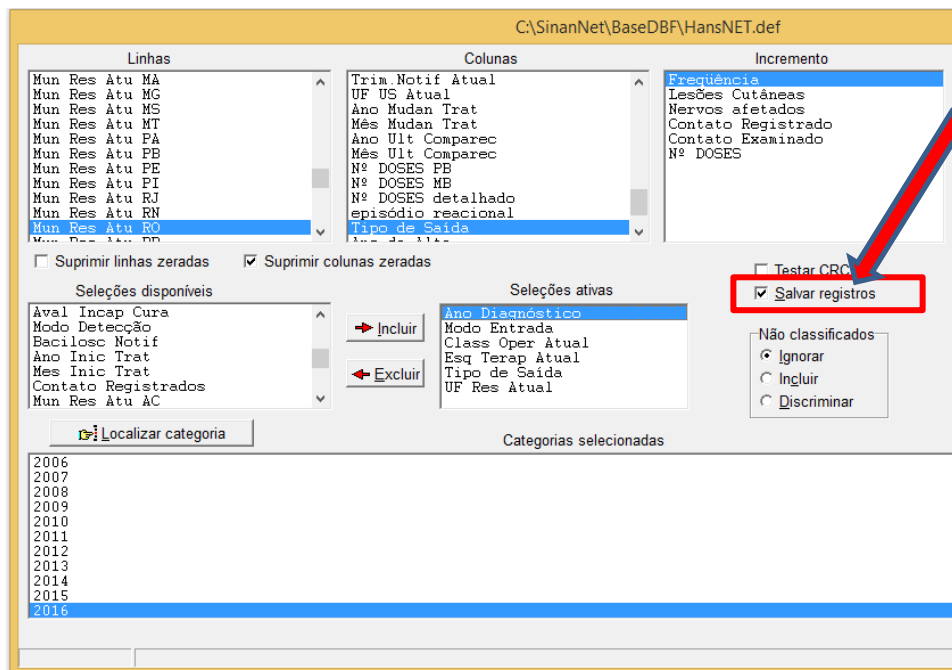 C:\SinanNet\BaseDBF\HansNET.def
Linhas
Mun Res Atu MA
Mun Res Atu MG
Mun Res Atu MS
Mun Res Atu MT
Mun Res Atu PA
Mun Res Atu PB
Mun Res Atu PE
Mun Res Atu PI
Mun Res Atu RJ
Mun Res Atu RN
Mun Res Atu RO
Colunas
Trim.Notif Atual
UF US Atual
Ano Mudan Trat
Mês Mudan Trat
Ano Ult Comparec
Mês Ult Comparec
Nº DOSES PB
Nº DOSES MB
Nº DOSES detalhado
episódio reacional
Tipo de Saída
Incremento
Freqüência
Lesões Cutâneas
Nervos afetados
Contato Registrado
Contato Examinado
Nº DOSES
Suprimir linhas zeradas
Suprimir colunas zeradas
Testar CRC
Salvar registros
Seleções disponíveis
Aval Incap Cura
Modo Detecção
Bacilosc Notif
Ano Inic Trat
Mes Inic Trat
Contato Registrados
Mun Res Atu AC
Incluir
Excluir
Seleções ativas
Ano Diagnóstico
Modo Entrada
Class Oper Atual
Esq Terap Atual
Tipo de Saída
UF Res Atual
Não classificados
Ignorar
Incluir
Discriminar
Localizar categoria
Categorias selecionadas
2006
2007
2008
2009
2010
2011
2012
2013
2014
2015
2016